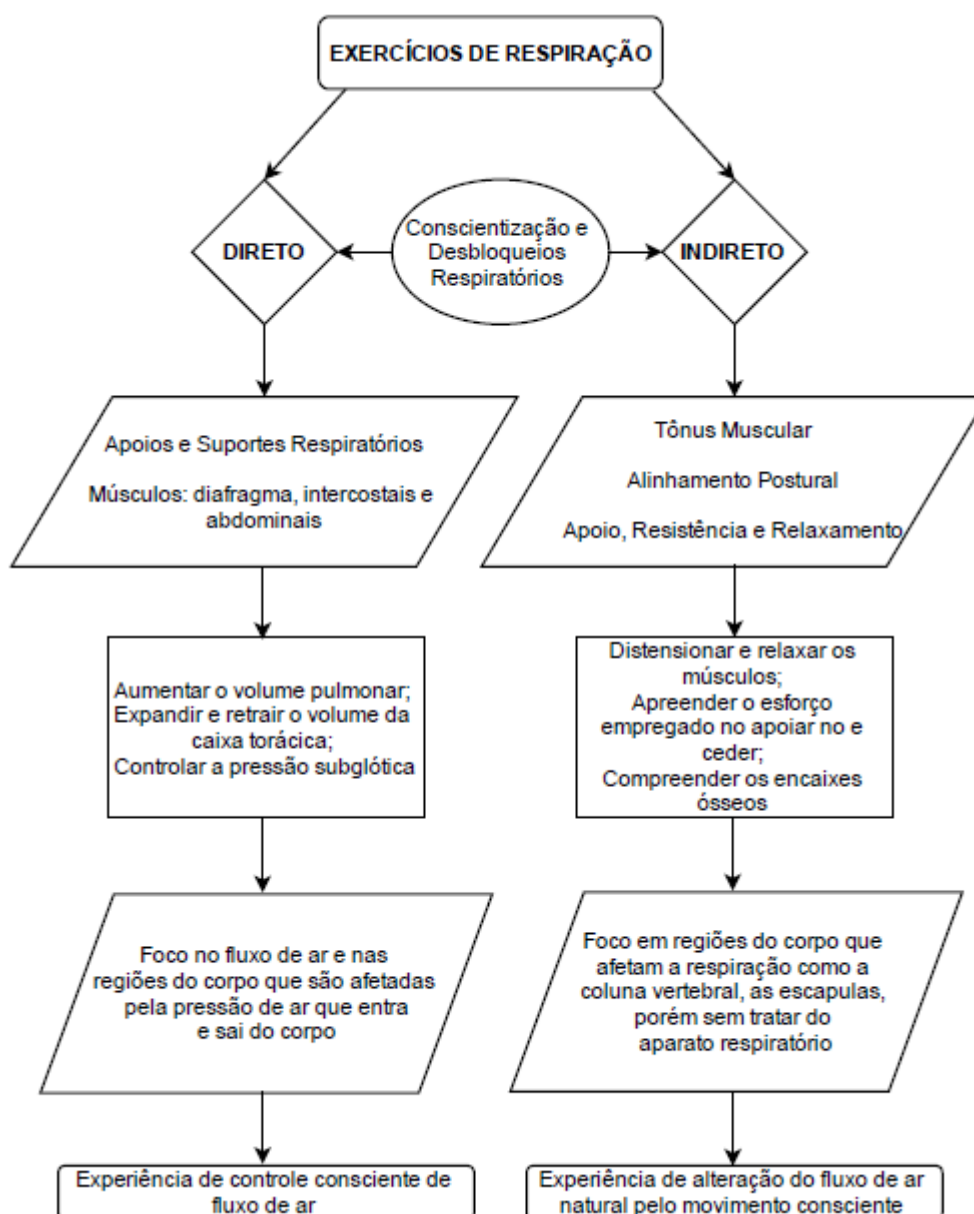 EXERCÍCIOS DE RESPIRAÇÃO
DIRETO
Conscientização e
Desbloqueios
Respiratórios
INDIRETO
Apoios e Suportes Respiratórios
Músculos: diafragma, intercostais e
abdominais
Tônus Muscular
Alinhamento Postural
Apoio, Resistência e Relaxamento
Aumentar o volume pulmonar;
Expandir e retrair o volume da
caixa torácica;
Controlar a pressão subglótica
Distensionar e relaxar os
músculos;
Apreender o esforço
empregado no apoiar no e
ceder;
Compreender os encaixes
ósseos
Foco no fluxo de ar e nas
regiões do corpo que são afetadas
pela pressão de ar que entra
e sai do corpo
Foco em regiões do corpo que
afetam a respiração como a
coluna vertebral, as escapulas,
porém sem tratar do
aparato respiratório
Experiência de controle consciente de
fluxo de ar
Experiência de alteração do fluxo de ar
natural pelo movimento consciente